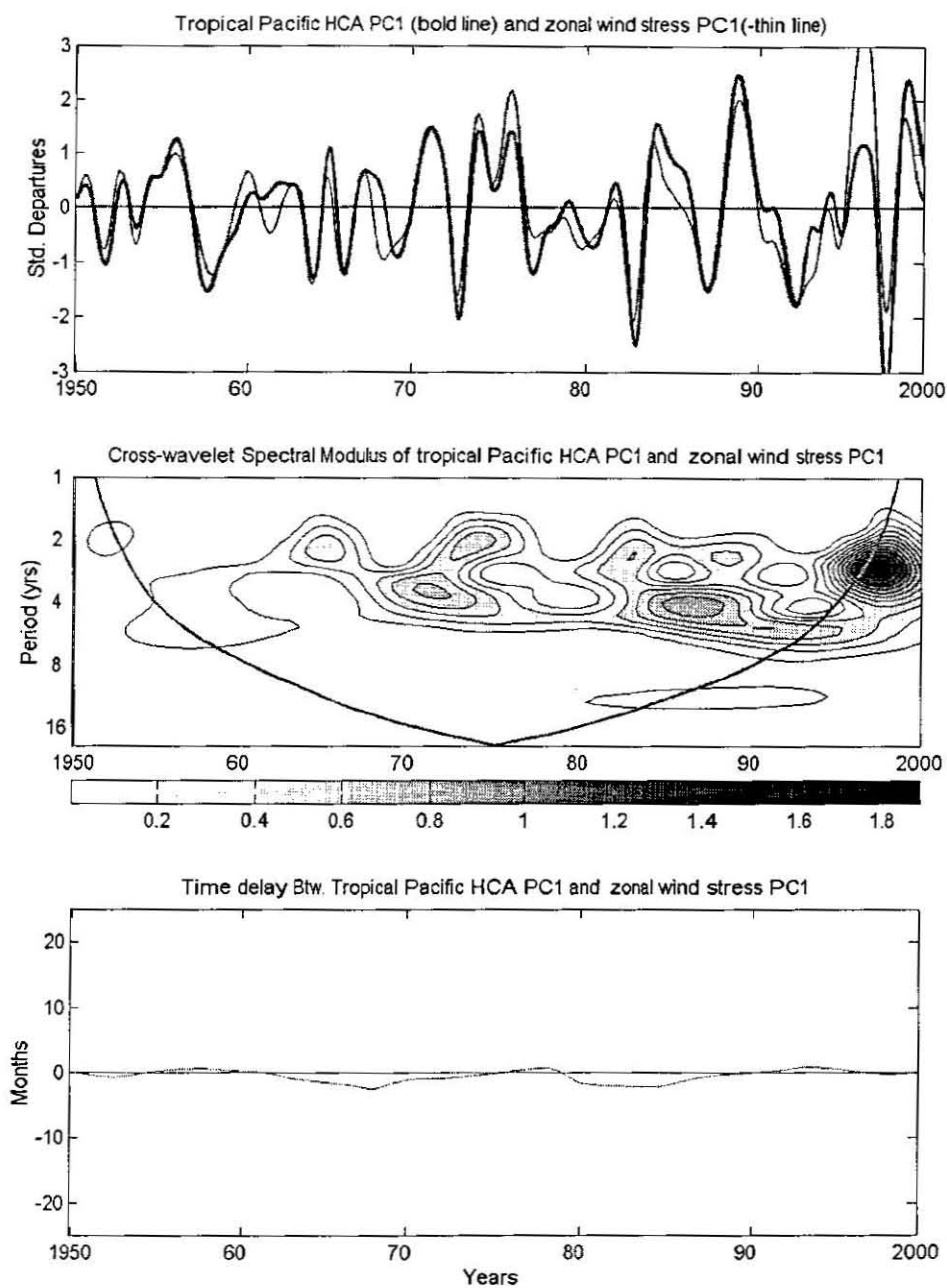 Tropical Pacific HCA PC1 (bold line) and zonal wind stress PC1(-thin line)
3
2
1
0
-1
-2
-3
Std. Departures
1950 60 70 80 90 2000
Cross-wavelet Spectral Modulus of tropical Pacific HCA PC1 and zonal wind stress PC1
1
2
4
8
16
Period (yrs)
1950 60 70 80 90 2000
0.2 0.4 0.6 0.8 1 1.2 1.4 1.6 1.8
Time delay Btw. Tropical Pacific HCA PC1 and zonal wind stress PC1
20
10
0
-10
-20
Months
1950 60 70 80 90 2000
Years